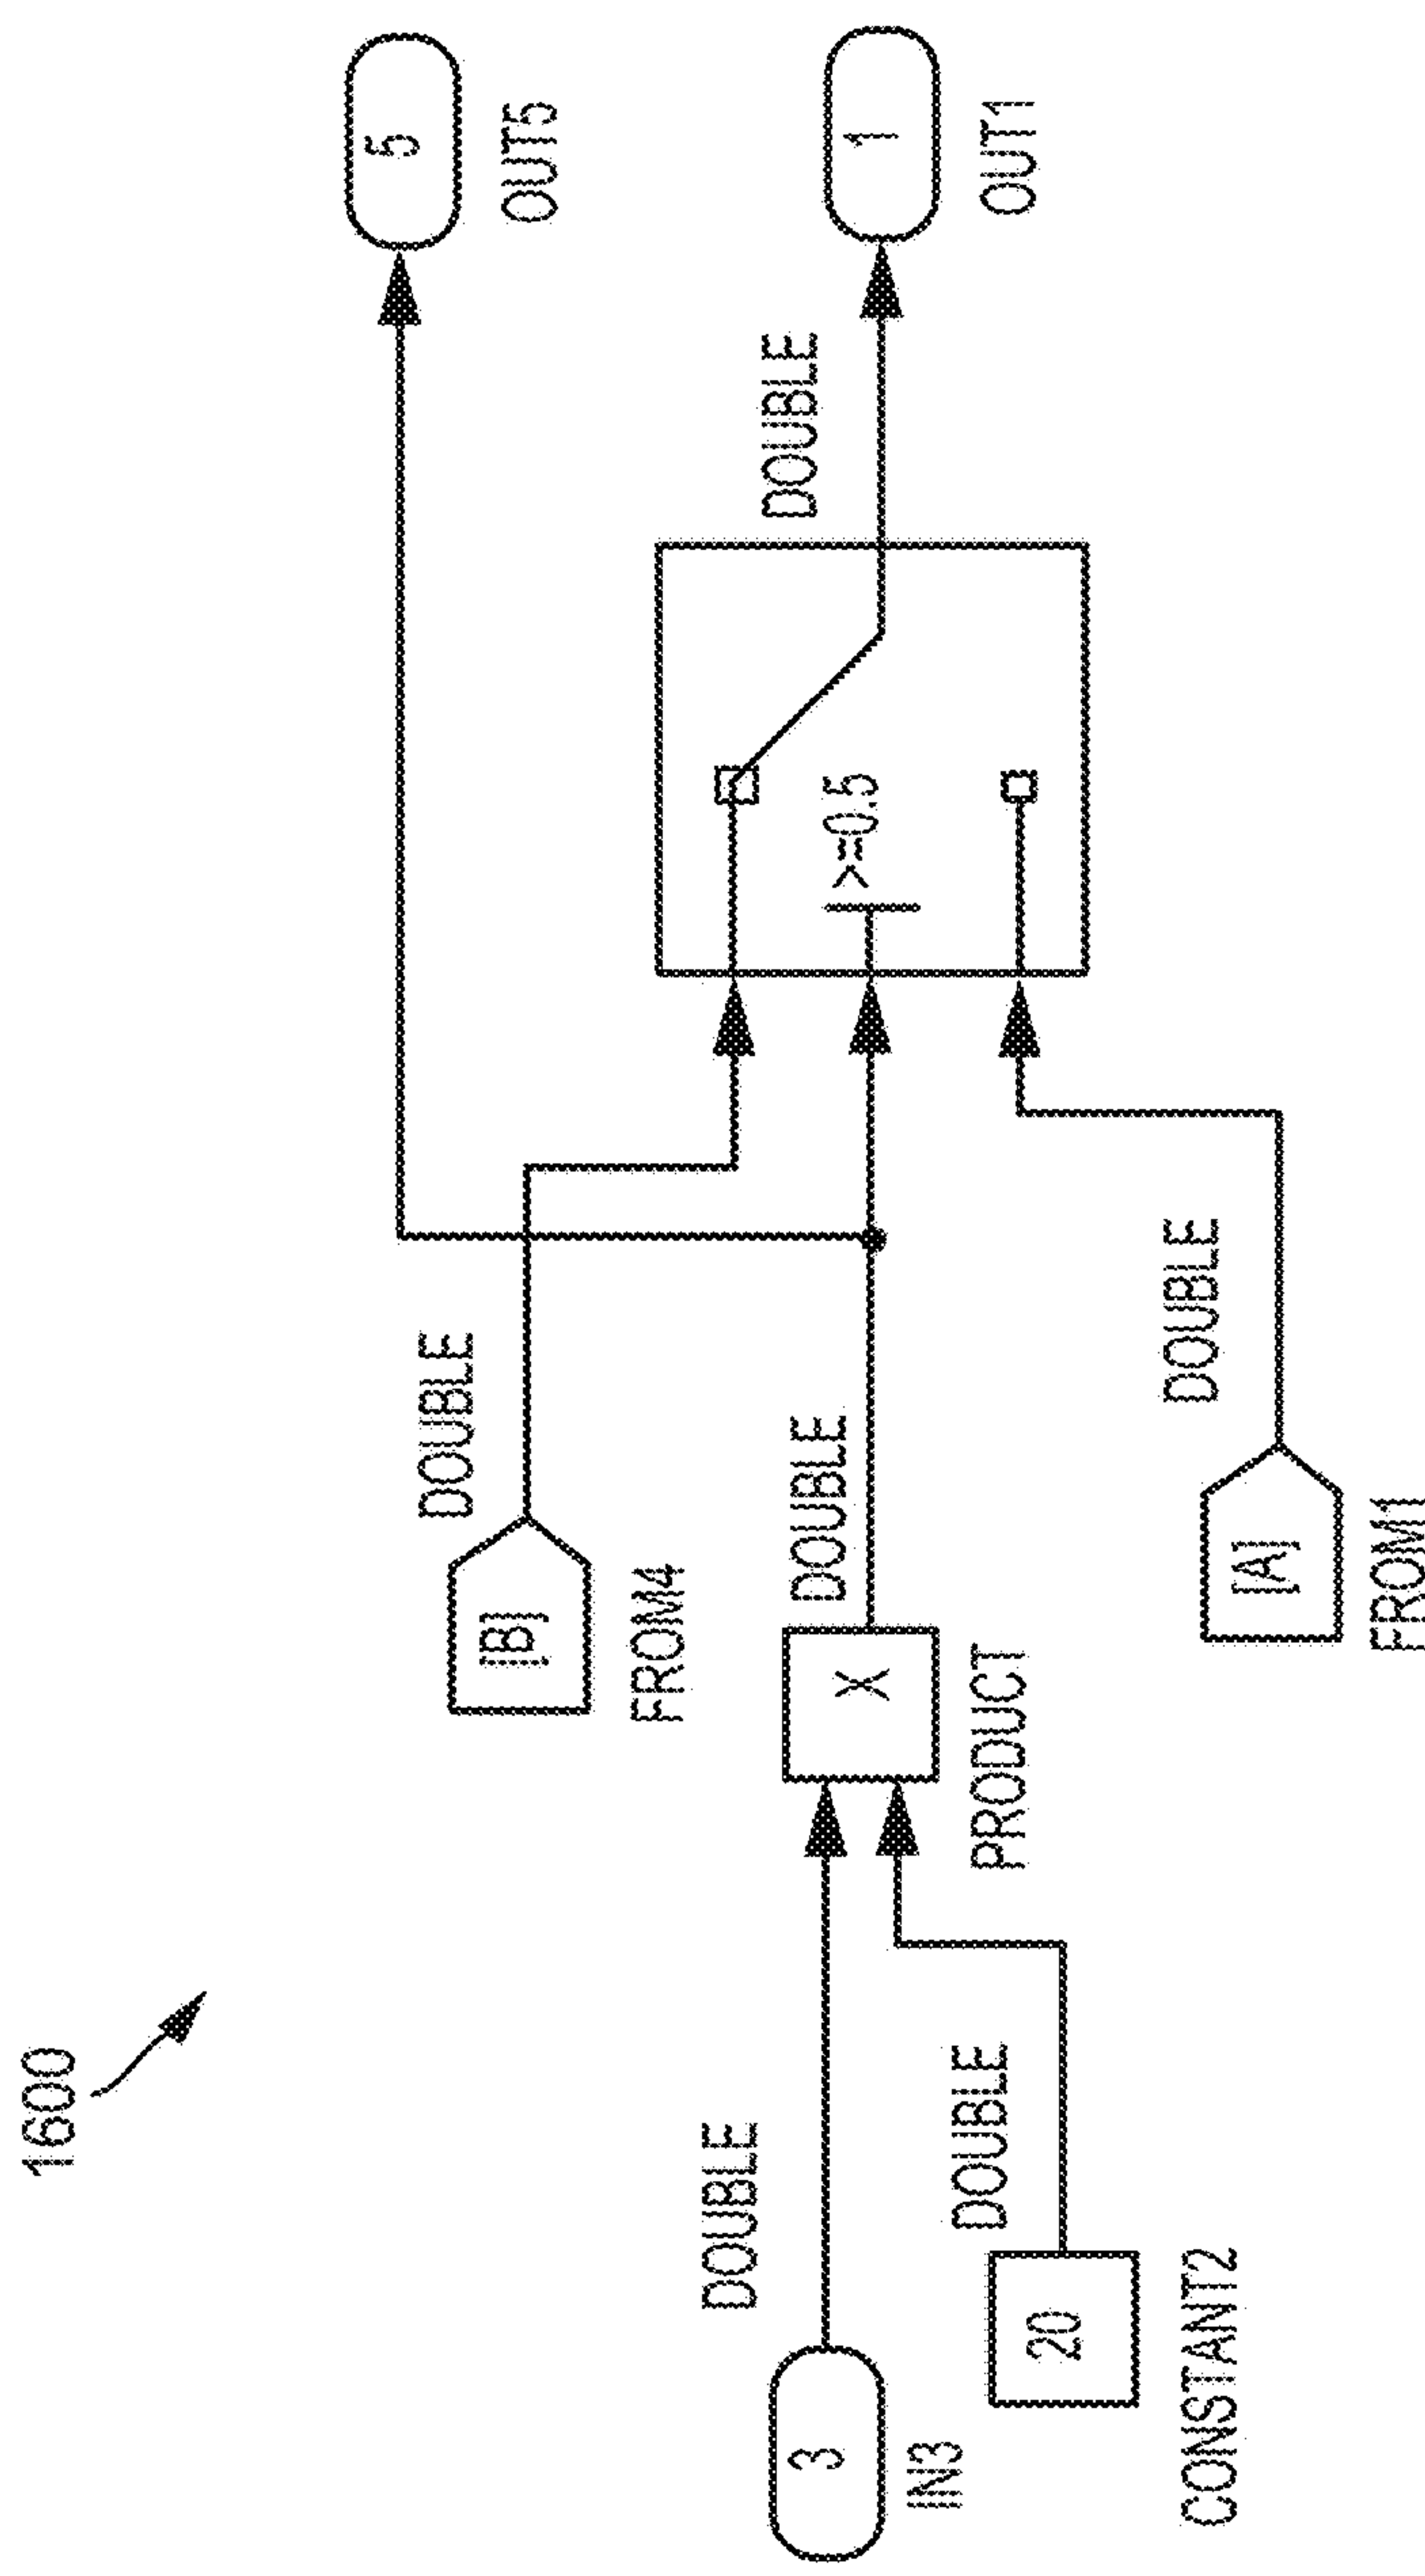 1600
5
OUT5
DOUBLE
[B]
FROM4
DOUBLE
>=0.5
1
OUT1
DOUBLE
3
IN3
DOUBLE
X
PRODUCT
DOUBLE
20
CONSTANT2
DOUBLE
[A]
FROM1